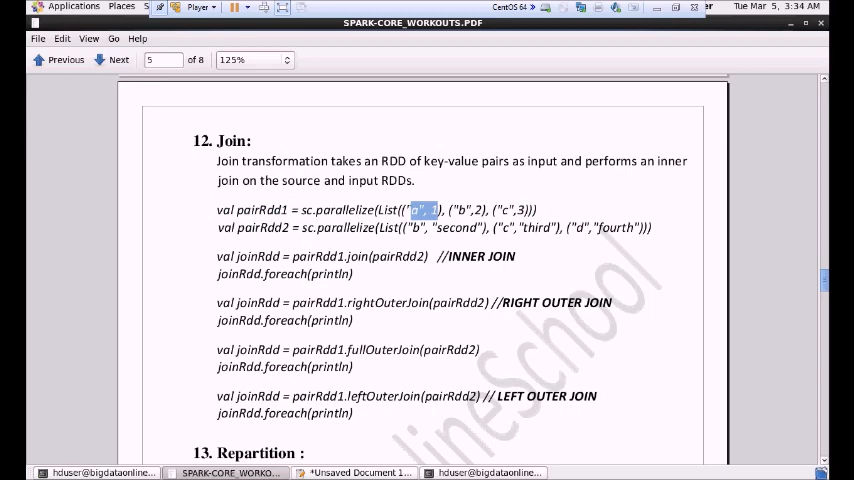 Applications Places S Player CentOS 64 er Tue Mar 5, 3:34 AM
SPARK-CORE_WORKOUTS.PDF
File Edit View Go Help
Previous Next 5 of 8 125%
12. Join:
Join transformation takes an RDD of key-value pairs as input and performs an inner
join on the source and input RDDs.
val pairRdd1 = sc.parallelize(List(("a", 1), ("b",2), ("c",3)))
val pairRdd2 = sc.parallelize(List(("b", "second"), ("c","third"), ("d","fourth")))
val joinRdd = pairRdd1.join(pairRdd2) //INNER JOIN
joinRdd.foreach(println)
val joinRdd = pairRdd1.rightOuterJoin(pairRdd2) //RIGHT OUTER JOIN
joinRdd.foreach(println)
val joinRdd = pairRdd1.fullOuterJoin(pairRdd2)
joinRdd.foreach(println)
val joinRdd = pairRdd1.leftOuterJoin(pairRdd2) // LEFT OUTER JOIN
joinRdd.foreach(println)
lineSchool
13. Repartition :
hduser@bigdataonline... SPARK-CORE_WORKO... *Unsaved Document 1... hduser@bigdataonline...